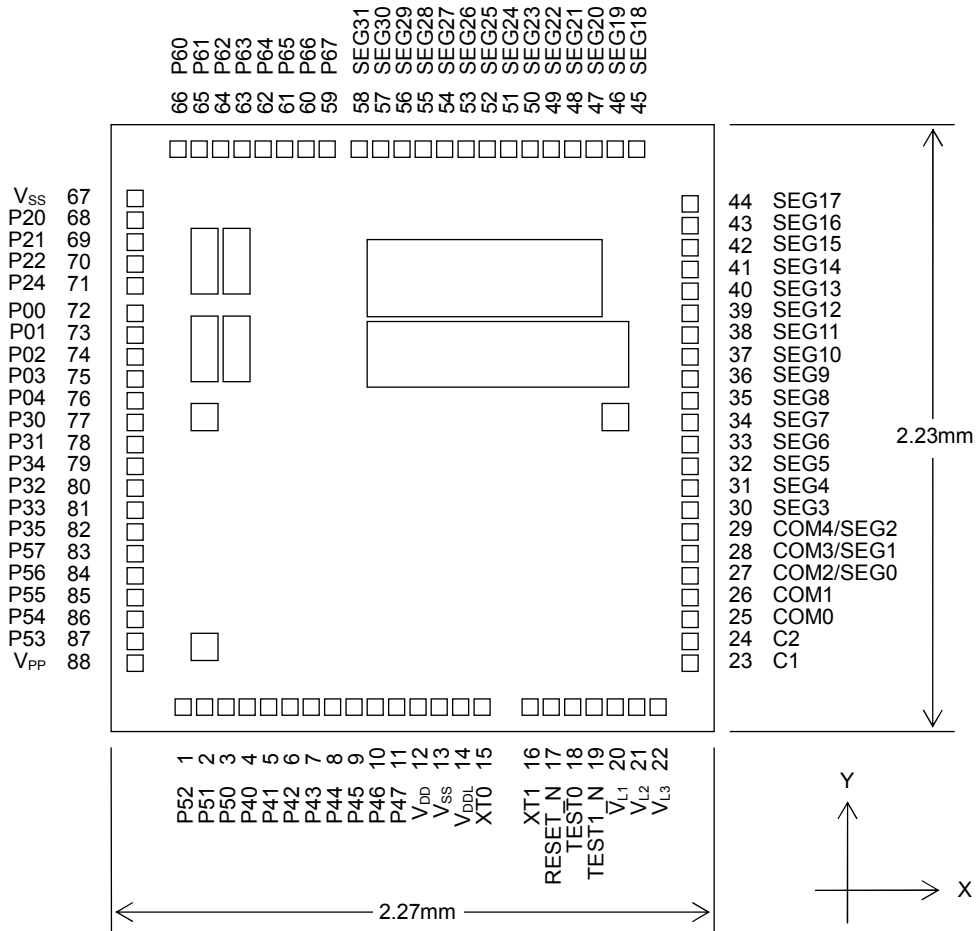 66 P60
65 P61
64 P62
63 P63
62 P64
61 P65
60 P66
59 P67
58 SEG31
57 SEG30
56 SEG29
55 SEG28
54 SEG27
53 SEG26
52 SEG25
51 SEG24
50 SEG23
49 SEG22
48 SEG21
47 SEG20
46 SEG19
45 SEG18
VSS 67
P20 68
P21 69
P22 70
P24 71
P00 72
P01 73
P02 74
P03 75
P04 76
P30 77
P31 78
P34 79
P32 80
P33 81
P35 82
P57 83
P56 84
P55 85
P54 86
P53 87
VPP 88
44 SEG17
43 SEG16
42 SEG15
41 SEG14
40 SEG13
39 SEG12
38 SEG11
37 SEG10
36 SEG9
35 SEG8
34 SEG7
33 SEG6
32 SEG5
31 SEG4
30 SEG3
29 COM4/SEG2
28 COM3/SEG1
27 COM2/SEG0
26 COM1
25 COM0
24 C2
23 C1
2.23mm
P52 1
P51 2
P50 3
P40 4
P41 5
P42 6
P43 7
P44 8
P45 9
P46 10
P47 11
VDD 12
VSS 13
VDDL 14
XT0 15
XT1 16
RESET_N 17
TEST0 18
TEST1_N 19
VL1 20
VL2 21
VL3 22
2.27mm
Y
X